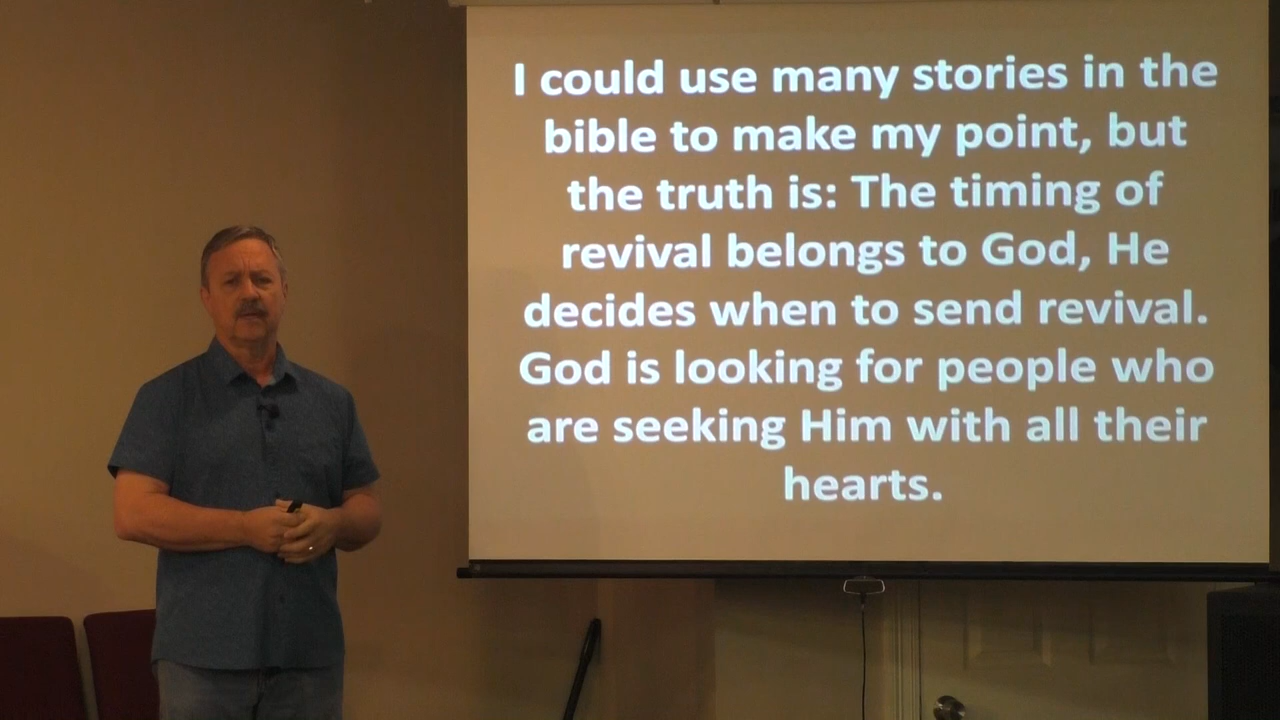 I could use many stories in the
bible to make my point, but
the truth is: The timing of
revival belongs to God, He
decides when to send revival.
God is looking for people who
are seeking Him with all their
hearts.